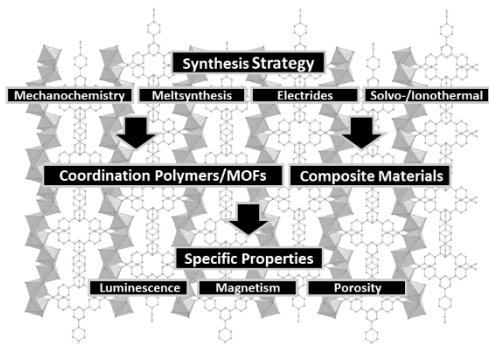 Synthesis Strategy
Mechanochemistry Meltsynthesis Electrides Solvo-/Ionothermal
Coordination Polymers/MOFs Composite Materials
Specific Properties
Luminescence Magnetism Porosity